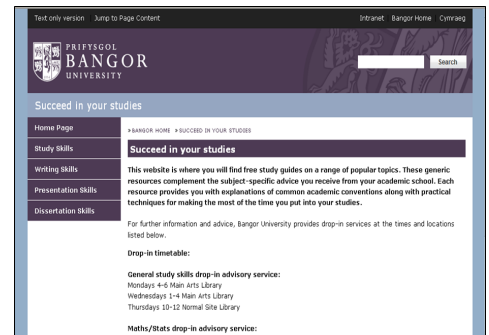 Text only version Jump to Page Content Intranet Bangor Home Cymraeg
PRIFYSGOL
BANGOR
UNIVERSITY
Search
Succeed in your studies
Home Page
Study Skills
Writing Skills
Presentation Skills
Dissertation Skills
» BANGOR HOME » SUCCEED IN YOUR STUDIES
Succeed in your studies
This website is where you will find free study guides on a range of popular topics. These generic
resources complement the subject-specific advice you receive from your academic school. Each
resource provides you with explanations of common academic conventions along with practical
techniques for making the most of the time you put into your studies.
For further information and advice, Bangor University provides drop-in services at the times and locations
listed below.
Drop-in timetable:
General study skills drop-in advisory service:
Mondays 4-6 Main Arts Library
Wednesdays 1-4 Main Arts Library
Thursdays 10-12 Normal Site Library
Maths/Stats drop-in advisory service: